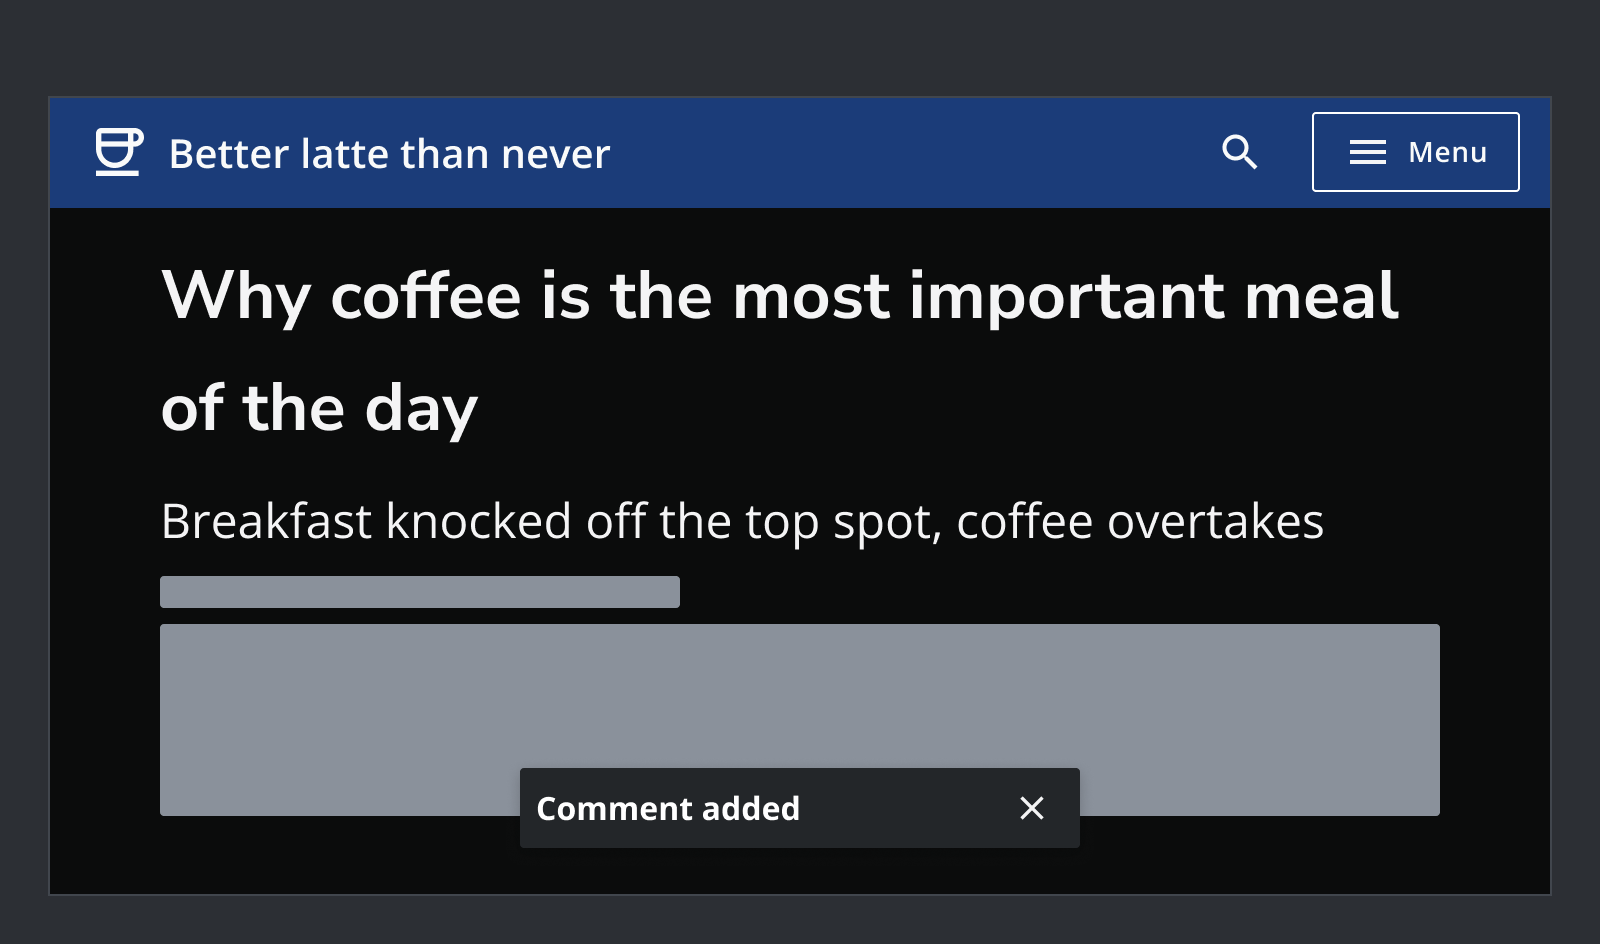 Better latte than never
Menu
Why coffee is the most important meal
of the day
Breakfast knocked off the top spot, coffee overtakes
Comment added